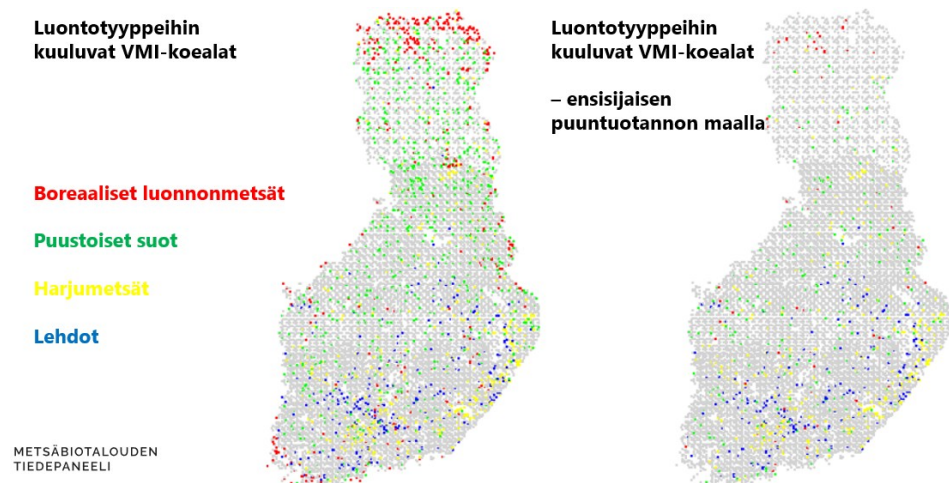 Luontotyyppeihin
kuuluvat VMI-koealat
Boreaaliset luonnonmetsät
Puustoiset suot
Harjumetsät
Lehdot
METSÄBIOTALOUDEN
TIEDEPANEELI
Luontotyyppeihin
kuuluvat VMI-koealat
– ensisijaisen
puuntuotannon maalla